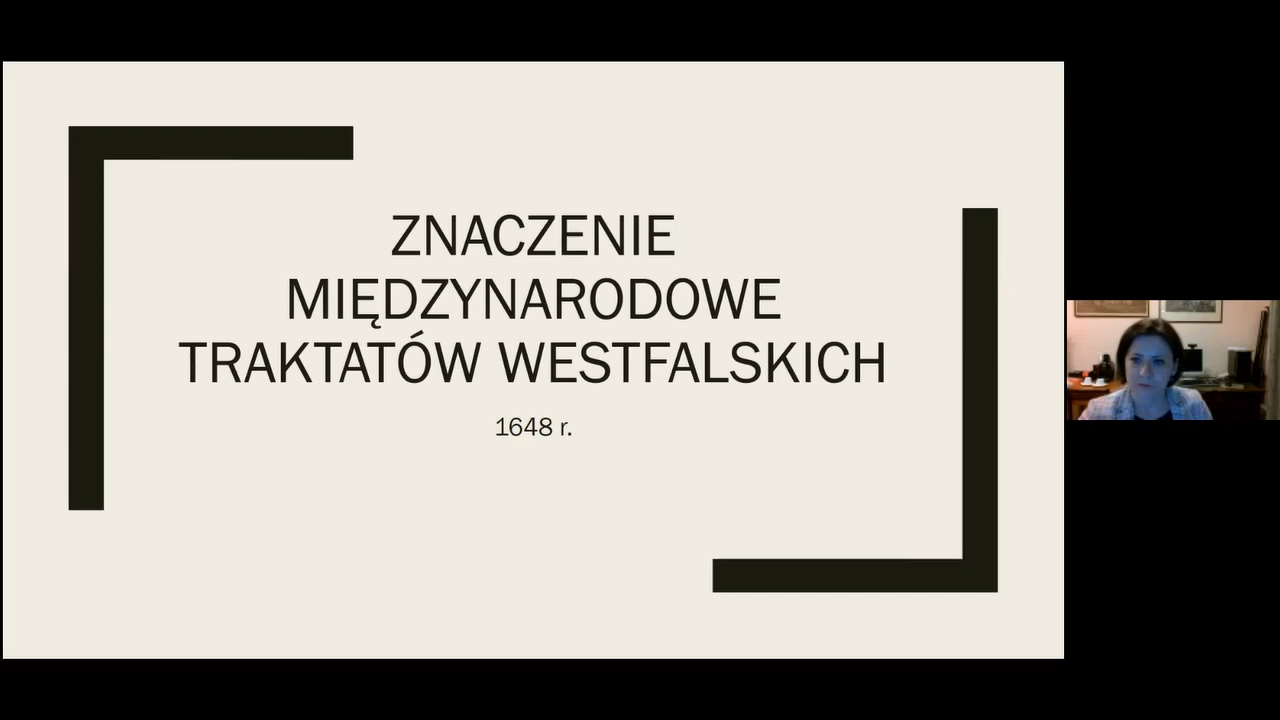 ZNACZENIE
MIĘDZYNARODOWE
TRAKTATÓW WESTFALSKICH
1648 r.